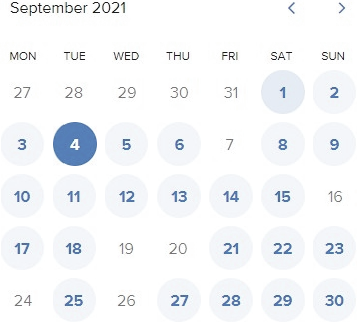 September 2021
MON TUE WED THU FRI SAT SUN
27 28 29 30 31 1 2
3 4 5 6 7 8 9
10 11 12 13 14 15 16
17 18 19 20 21 22 23
24 25 26 27 28 29 30